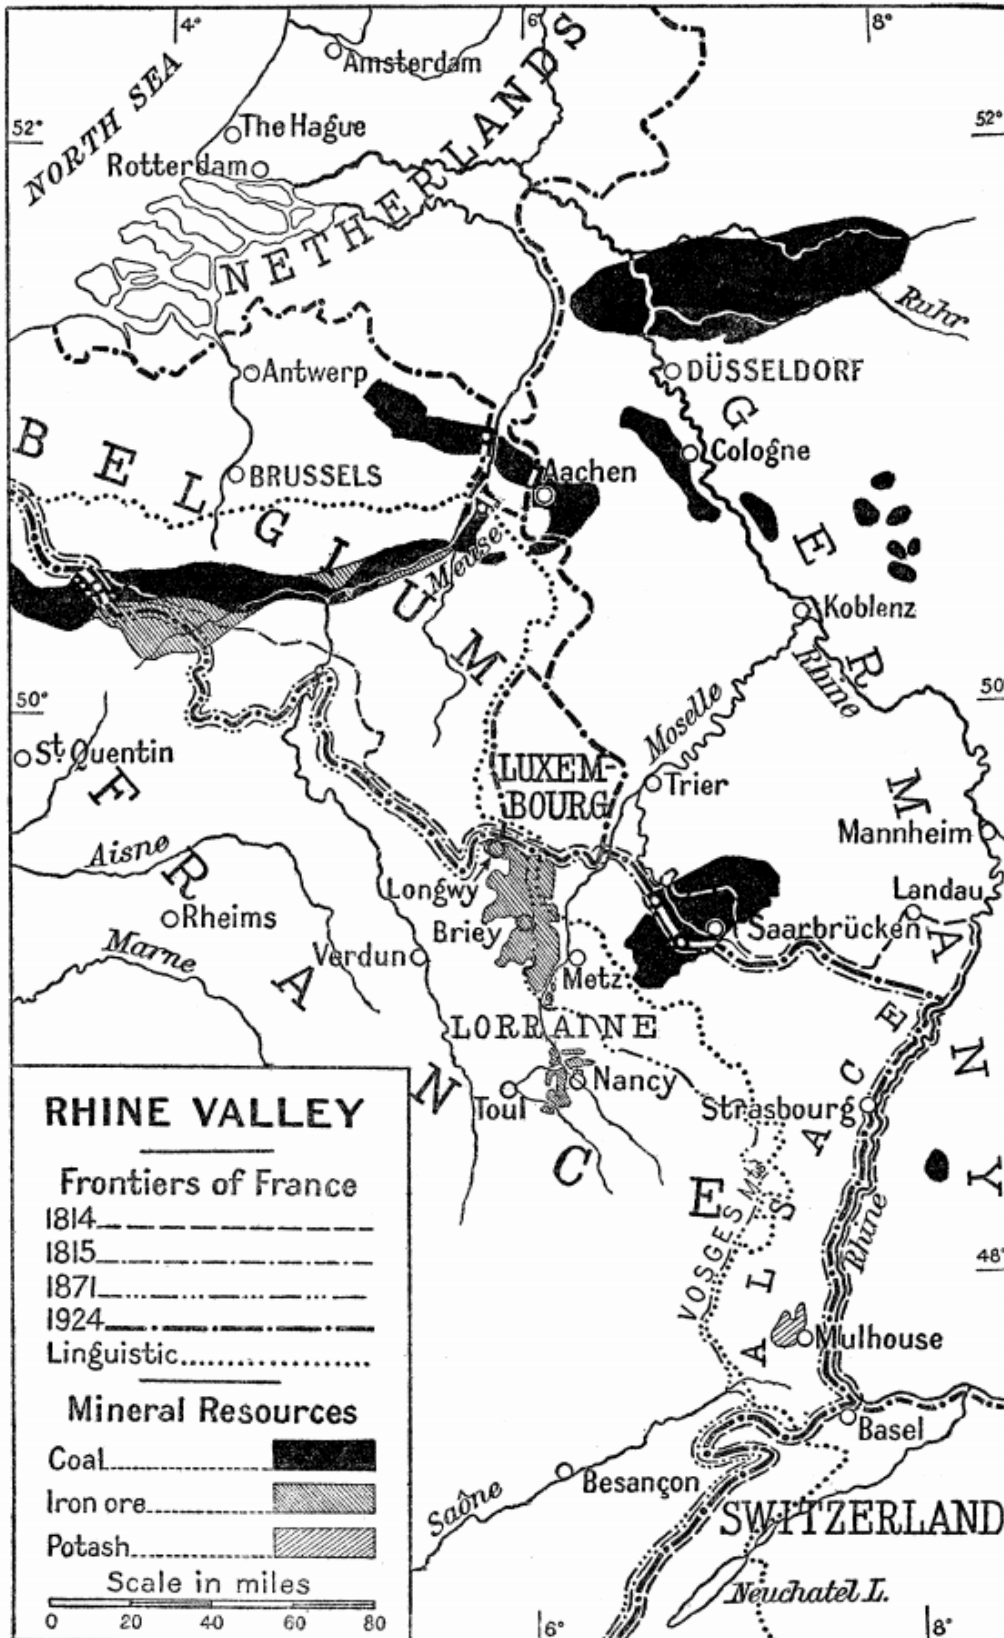 4°
6°
8°
Amsterdam
NORTH SEA
52°
The Hague
52°
Rotterdam
NETHERLANDS
Ruhr
Antwerp
DÜSSELDORF
BELGIUM
BRUSSELS
Aachen
Cologne
GERMANY
Meuse
Koblenz
Rhine
50°
50°
St. Quentin
Moselle
LUXEM-
BOURG
Trier
FRANCE
Mannheim
Aisne
Longwy
Landau
Rheims
Briey
Saarbrücken
Marne
Verdun
Metz
LORRAINE
ALSACE
Nancy
Toul
Strasbourg
VOSGES Mts
Rhine
48°
Mulhouse
Basel
Besançon
Saône
SWITZERLAND
Neuchatel L.
6°
8°
RHINE VALLEY
Frontiers of France
1814
1815
1871
1924
Linguistic
Mineral Resources
Coal
Iron ore
Potash
Scale in miles
0 20 40 60 80